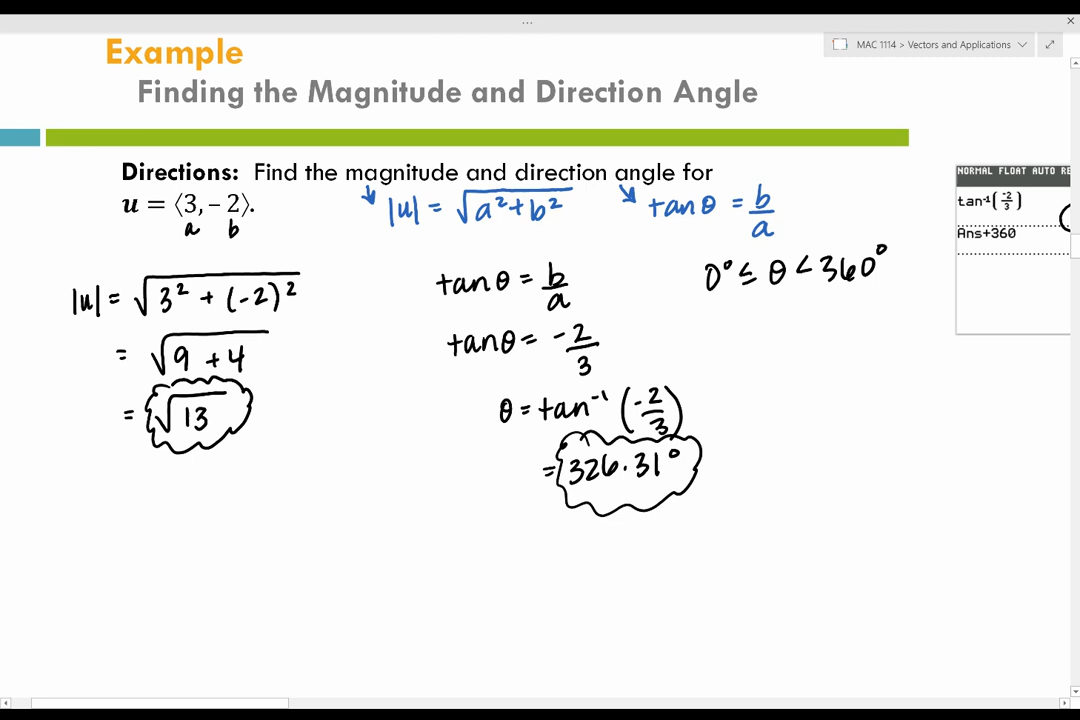 MAC 1114 > Vectors and Applications
Example
Finding the Magnitude and Direction Angle
Directions: Find the magnitude and direction angle for
u = ⟨3, – 2⟩.
a b
|u| = √(a² + b²)
tan θ = b/a
|u| = √(3² + (-2)²)
= √(9 + 4)
= √13
tan θ = b/a
tan θ = -2/3
θ = tan⁻¹ (-2/3)
= 326.31°
0° ≤ θ < 360°
NORMAL FLOAT AUTO RE
tan⁻¹(-2/3)
Ans+360